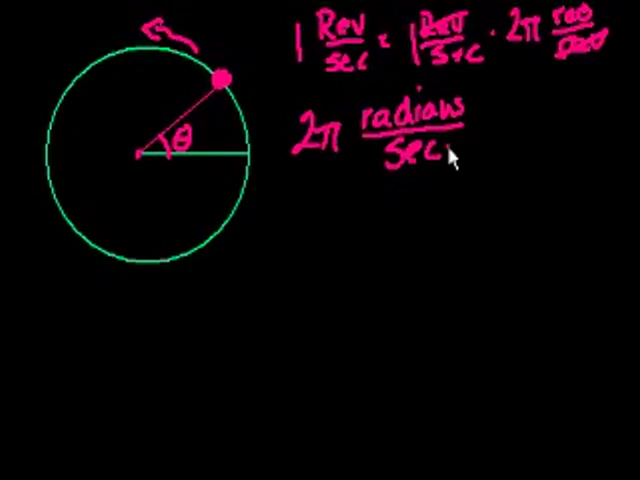 1 Rev/sec = 1 Rev/sec · 2π rad/rev
θ
2π radians/sec